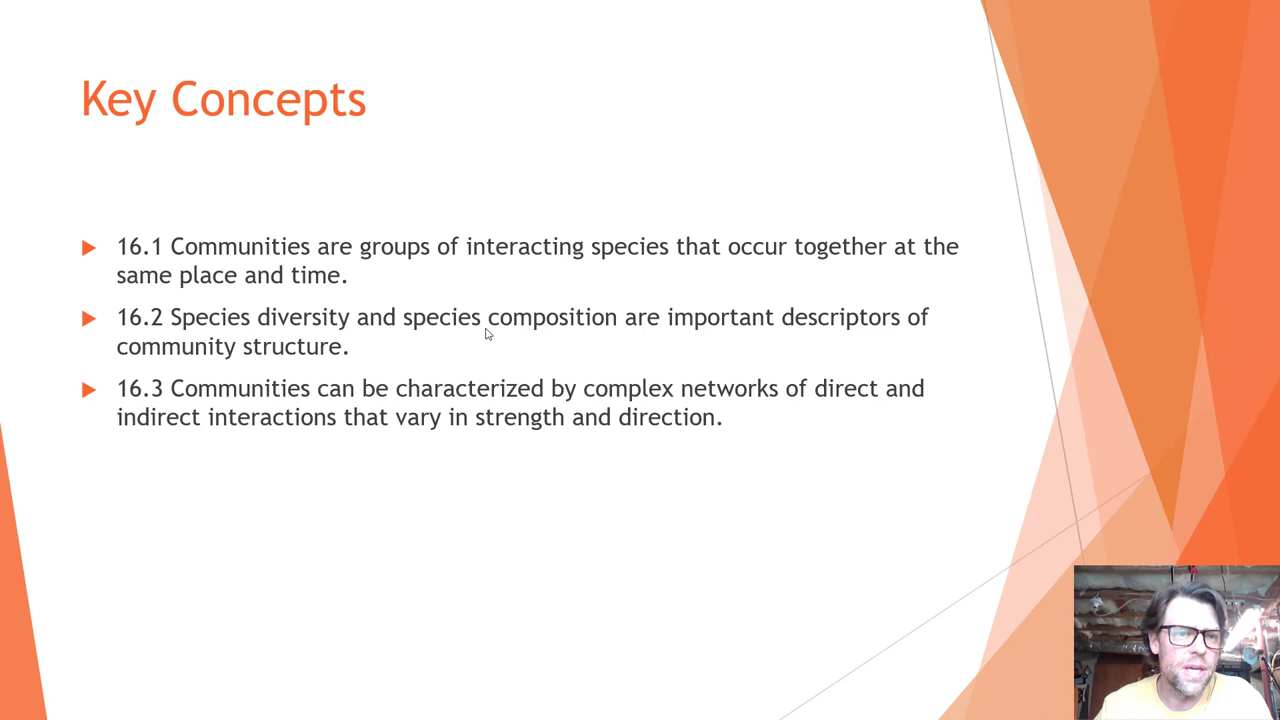 Key Concepts
16.1 Communities are groups of interacting species that occur together at the
same place and time.
16.2 Species diversity and species composition are important descriptors of
community structure.
16.3 Communities can be characterized by complex networks of direct and
indirect interactions that vary in strength and direction.